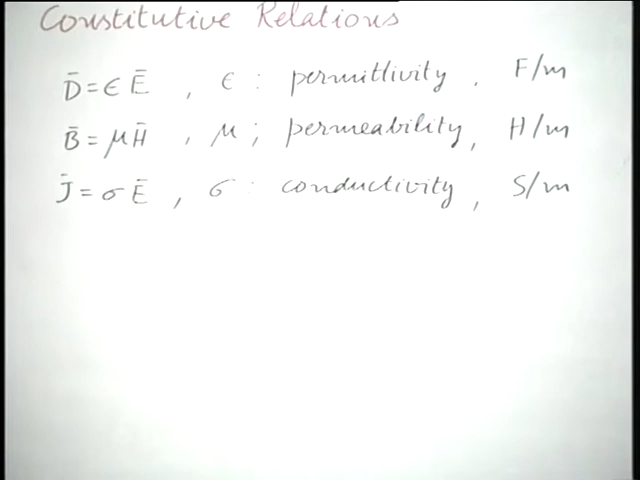 Constitutive Relations
D̄ = ϵ Ē , ϵ : permittivity , F/m
B̄ = μ H̄ , μ ; permeability , H/m
J̄ = σ Ē , σ : conductivity , S/m